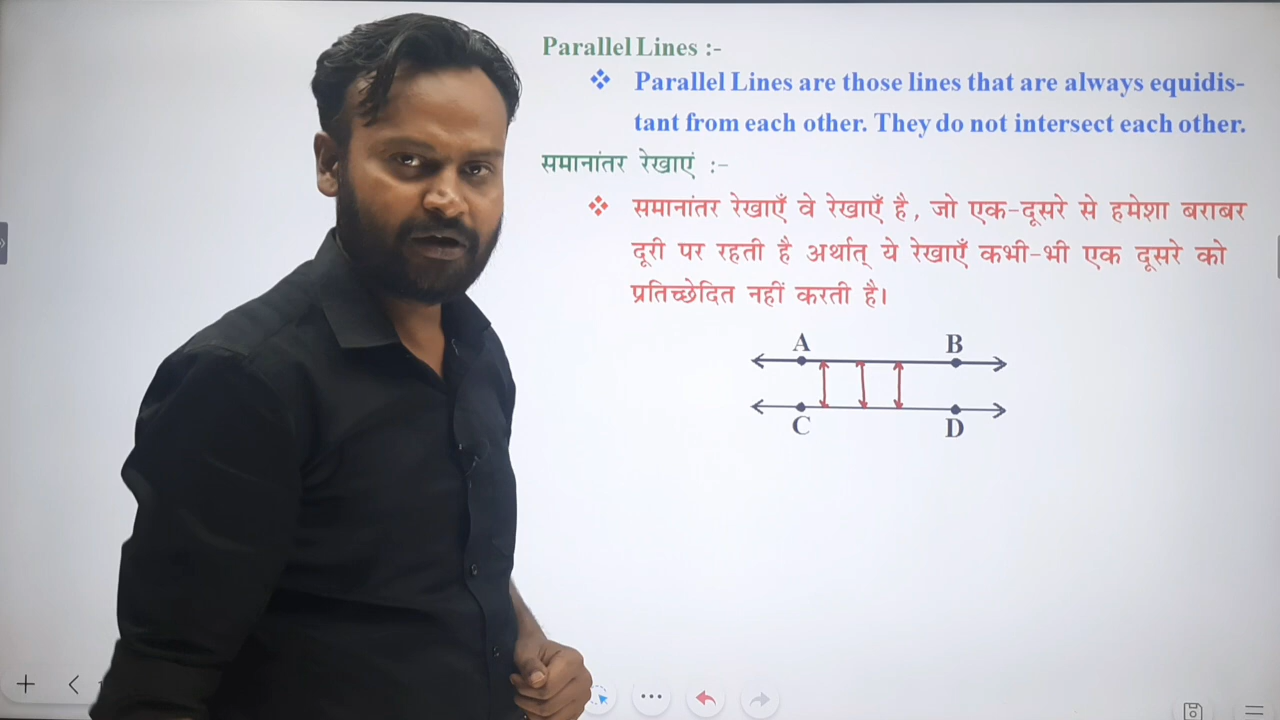 Parallel Lines :-
❖ Parallel Lines are those lines that are always equidis-
tant from each other. They do not intersect each other.
समानांतर रेखाएं :-
❖ समानांतर रेखाएँ वे रेखाएँ है, जो एक-दूसरे से हमेशा बराबर
दूरी पर रहती है अर्थात् ये रेखाएँ कभी-भी एक दूसरे को
प्रतिच्छेदित नहीं करती है।
A B
C D